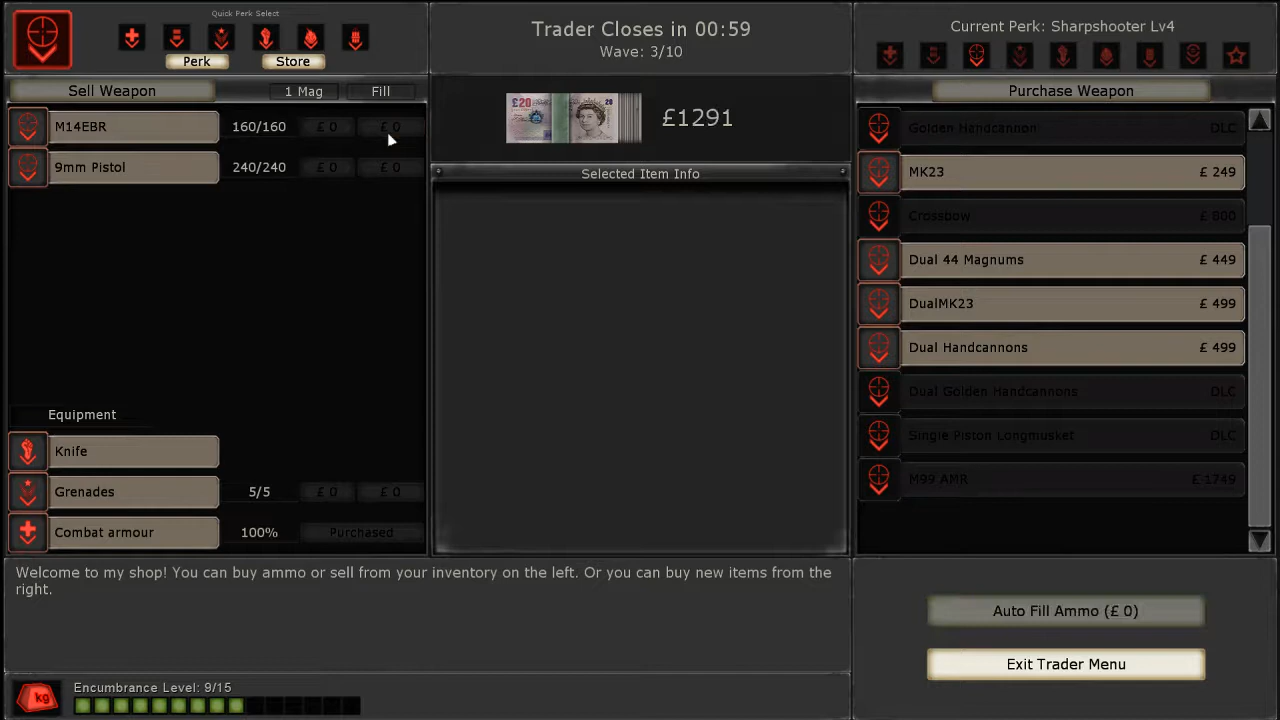 Quick Perk Select
Perk
Store
Trader Closes in 00:59
Wave: 3/10
Current Perk: Sharpshooter Lv4
Sell Weapon
1 Mag
Fill
M14EBR
160/160
£ 0
£ 0
9mm Pistol
240/240
£ 0
£ 0
£20
20
£1291
Selected Item Info
Purchase Weapon
Golden Handcannon
DLC
MK23
£ 249
Crossbow
£ 800
Dual 44 Magnums
£ 449
DualMK23
£ 499
Dual Handcannons
£ 499
Dual Golden Handcannons
DLC
Single Piston Longmusket
DLC
M99 AMR
£ 1749
Equipment
Knife
Grenades
5/5
£ 0
£ 0
Combat armour
100%
Purchased
Welcome to my shop! You can buy ammo or sell from your inventory on the left. Or you can buy new items from the
right.
Auto Fill Ammo (£ 0)
Exit Trader Menu
kg
Encumbrance Level: 9/15